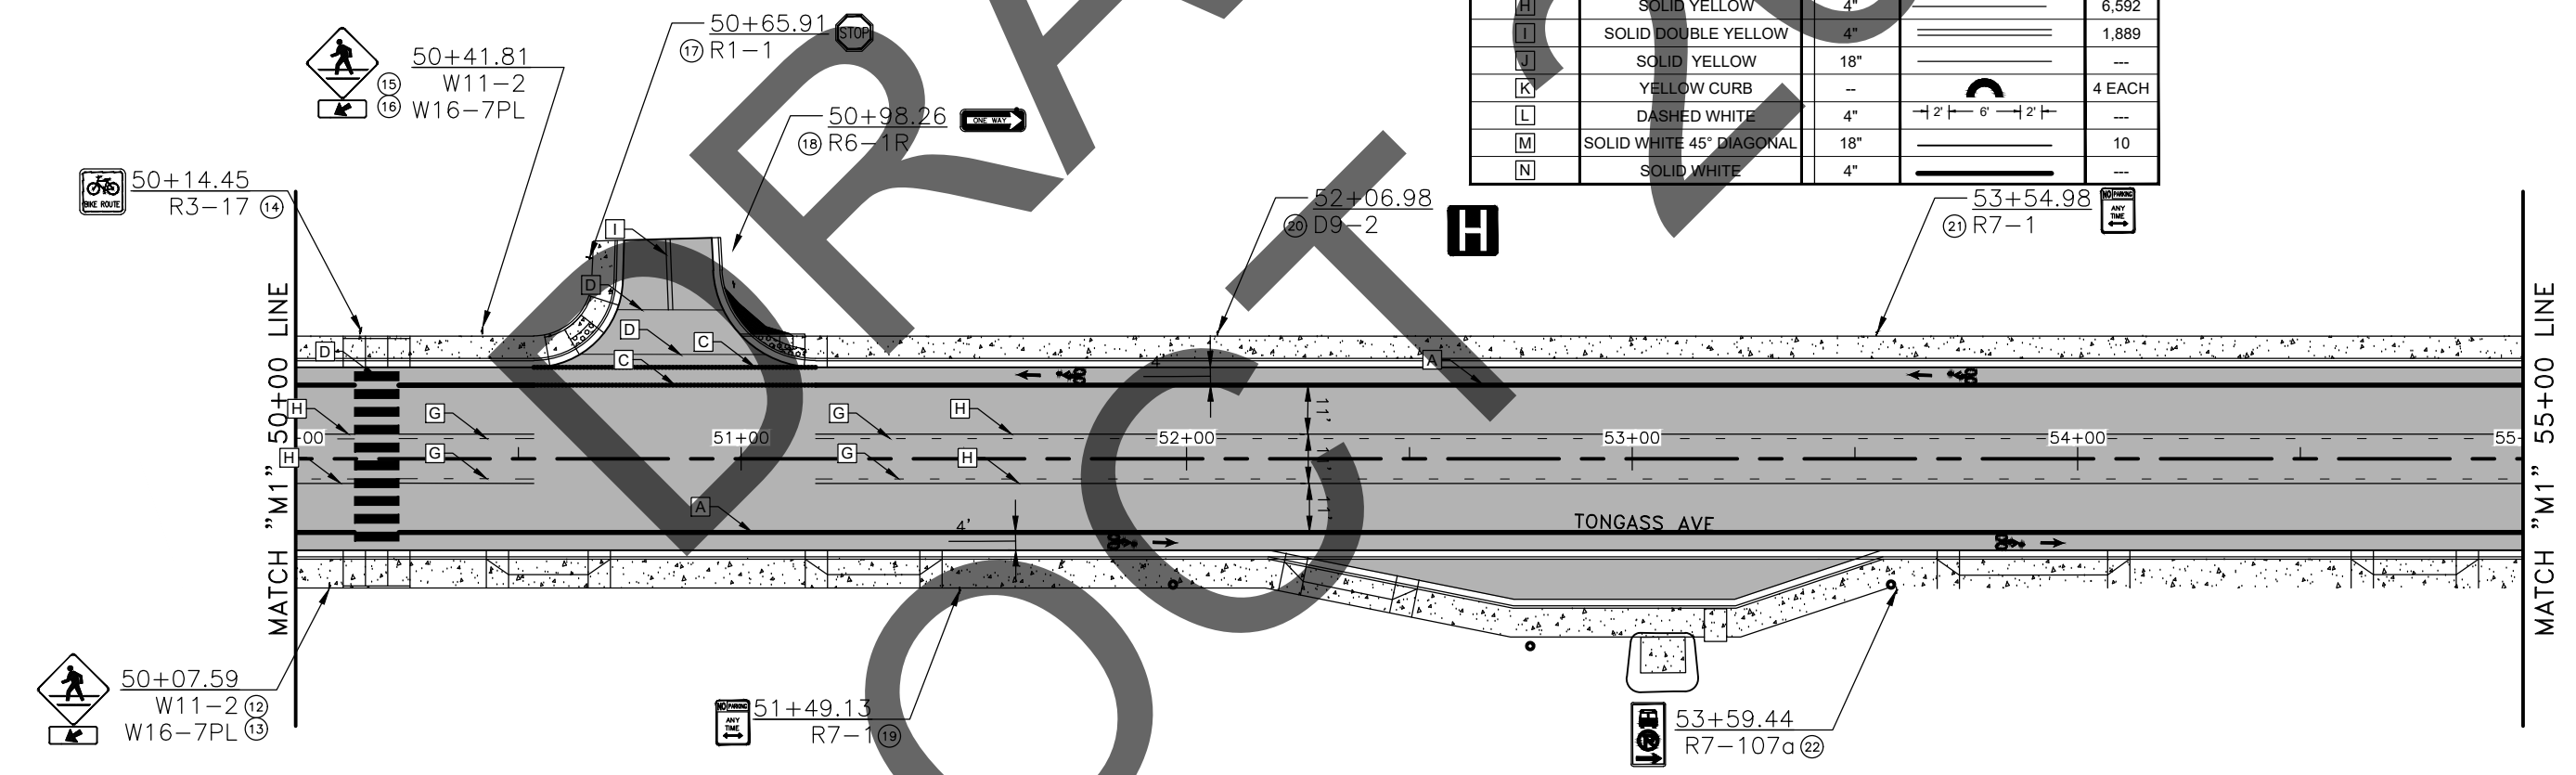 H SOLID YELLOW 4" 6,592
I SOLID DOUBLE YELLOW 4" 1,889
J SOLID YELLOW 18" ---
K YELLOW CURB -- 4 EACH
L DASHED WHITE 4" 2' 6' 2' ---
M SOLID WHITE 45° DIAGONAL 18" 10
N SOLID WHITE 4" ---
50+65.91 STOP
17 R1-1
50+41.81
15 W11-2
16 W16-7PL
50+98.26 ONE WAY
18 R6-1R
BIKE ROUTE
50+14.45
R3-17 14
52+06.98
20 D9-2
H
53+54.98
21 R7-1
NO PARKING
ANY
TIME
I
D
D
C
C
D
4'
A
H
G
G
H
11'
-00
51+00
52+00
53+00
54+00
55-
H
G
G
H
11'
A
4'
11'
TONGASS AVE
MATCH "M1" 50+00 LINE
MATCH "M1" 55+00 LINE
50+07.59
W11-2 12
W16-7PL 13
NO PARKING
ANY
TIME
51+49.13
R7-1 19
53+59.44
R7-107a 22
DRA
OCT 2